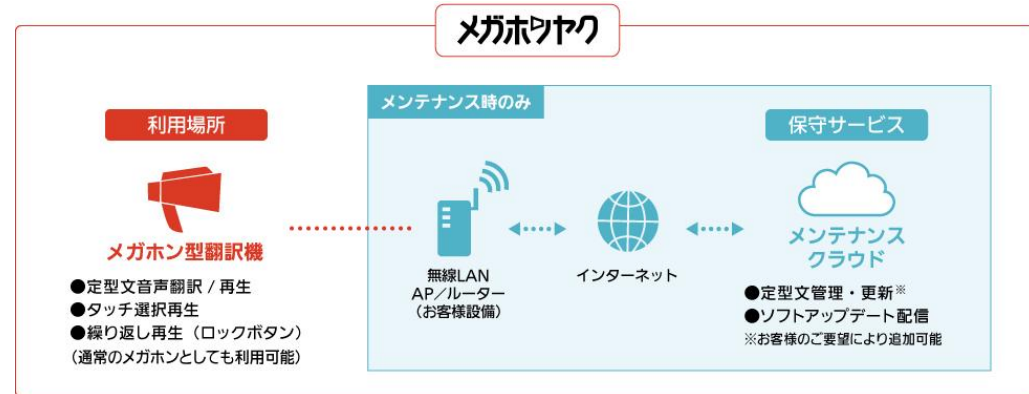 メガホンヤク
利用場所
メガホン型翻訳機
●定型文音声翻訳 / 再生
●タッチ選択再生
●繰り返し再生（ロックボタン）
（通常のメガホンとしても利用可能）
メンテナンス時のみ
無線LAN
AP／ルーター
（お客様設備）
インターネット
保守サービス
メンテナンス
クラウド
●定型文管理・更新※
●ソフトアップデート配信
※お客様のご要望により追加可能